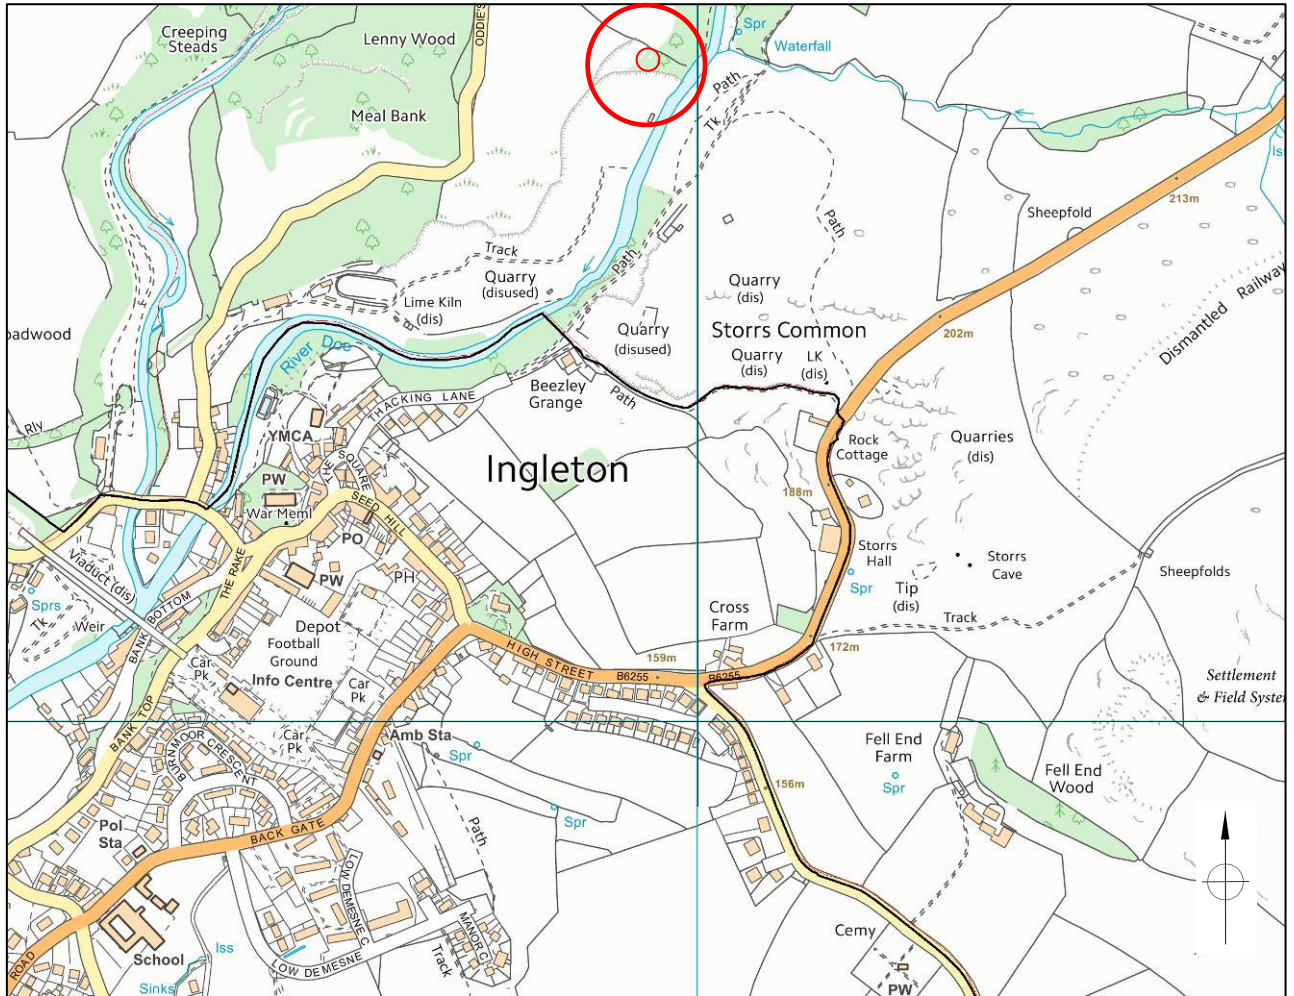 Creeping
Steads
Lenny Wood
ODDIE'S
Spr
Waterfall
Meal Bank
Path
Tk
Iss
213m
Sheepfold
Path
Track
Quarry
(disused)
Path
Quarry
(dis)
Dismantled Railway
Lime Kiln
(dis)
202m
oadwood
River Doe
Quarry
(disused)
Storrs Common
Quarry
(dis)
LK
(dis)
Beezley
Grange
Path
HACKING LANE
Rly
YMCA
THE SQUARE
Rock
Cottage
Quarries
(dis)
Ingleton
PW
SEED HILL
188m
War Meml
PO
Storrs
Hall
Storrs
Cave
Viaduct (dis)
THE RAKE
PW
PH
Spr
Tip
(dis)
Sheepfolds
Sprs
Tk
Weir
BANK BOTTOM
Depot
Football
Ground
Cross
Farm
Track
Car
Pk
Info Centre
Car
Pk
HIGH STREET
159m
B6255
B6255
172m
Settlement
& Field Syste
BANK TOP
BURNMOOR CRESCENT
Car
Pk
Amb Sta
Spr
Fell End
Farm
Spr
Fell End
Wood
156m
Pol
Sta
BACK GATE
Path
Spr
LOW DEMESNE C
MANOR C
School
Iss
LOW DEMESNE
Track
Cemy
ROAD
Sinks
PW